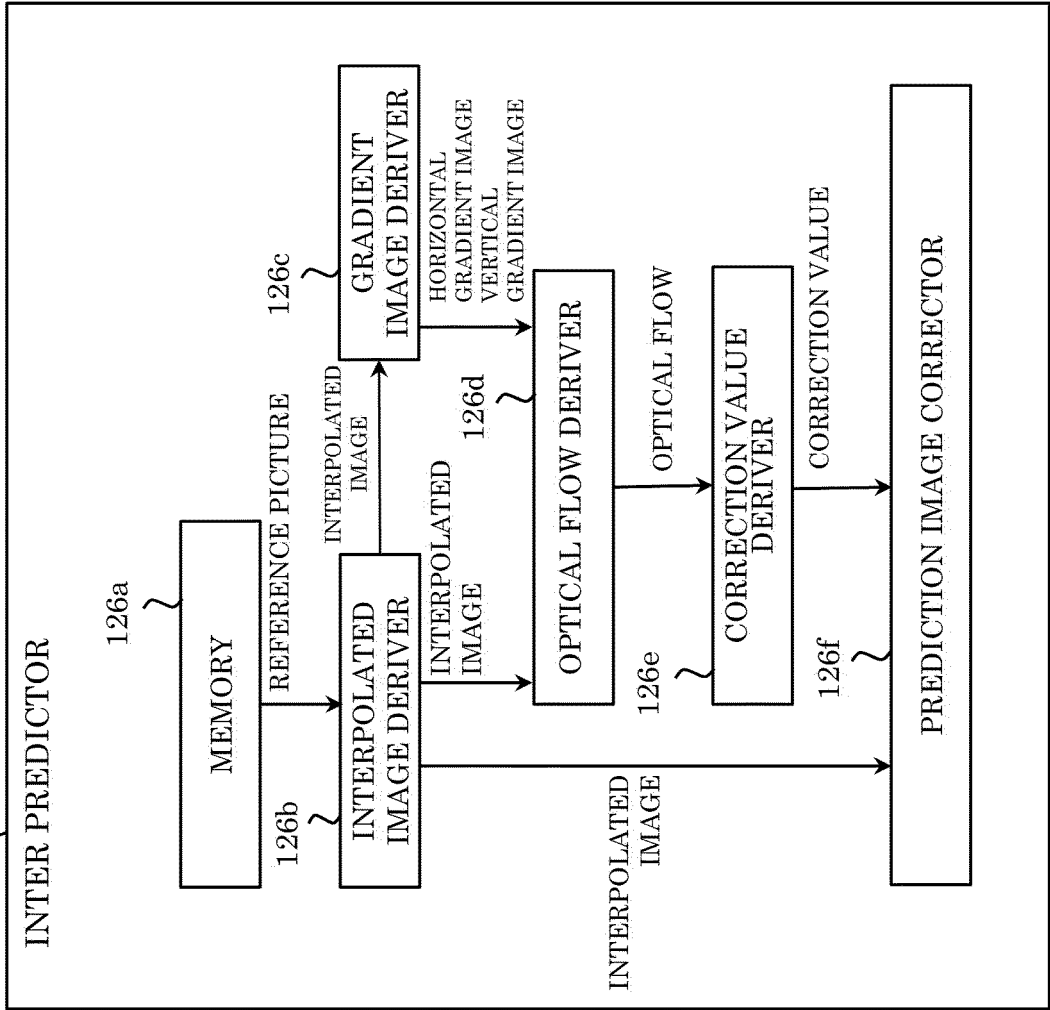 INTER PREDICTOR
126a
MEMORY
REFERENCE PICTURE
126b
INTERPOLATED
IMAGE DERIVER
INTERPOLATED
IMAGE
126c
GRADIENT
IMAGE DERIVER
INTERPOLATED
IMAGE
HORIZONTAL
GRADIENT IMAGE
VERTICAL
GRADIENT IMAGE
126d
OPTICAL FLOW DERIVER
OPTICAL FLOW
126e
CORRECTION VALUE
DERIVER
INTERPOLATED
IMAGE
CORRECTION VALUE
126f
PREDICTION IMAGE CORRECTOR